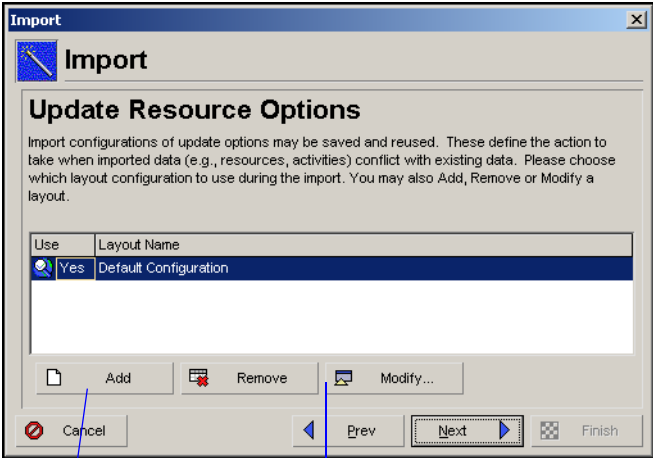 Import
Import
Update Resource Options
Import configurations of update options may be saved and reused. These define the action to
take when imported data (e.g., resources, activities) conflict with existing data. Please choose
which layout configuration to use during the import. You may also Add, Remove or Modify a
layout.
Use Layout Name
Yes Default Configuration
Add Remove Modify...
Cancel Prev Next Finish